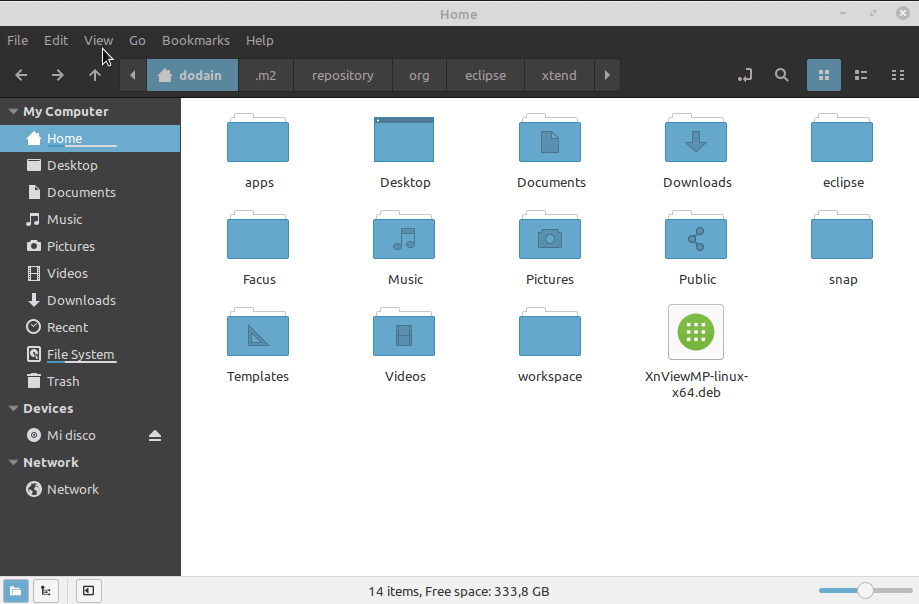 Home
File Edit View Go Bookmarks Help
dodain .m2 repository org eclipse xtend
My Computer
Home
Desktop
Documents
Music
Pictures
Videos
Downloads
Recent
File System
Trash
Devices
Mi disco
Network
Network
apps Desktop Documents Downloads eclipse
Facus Music Pictures Public snap
Templates Videos workspace XnViewMP-linux-
x64.deb
14 items, Free space: 333,8 GB